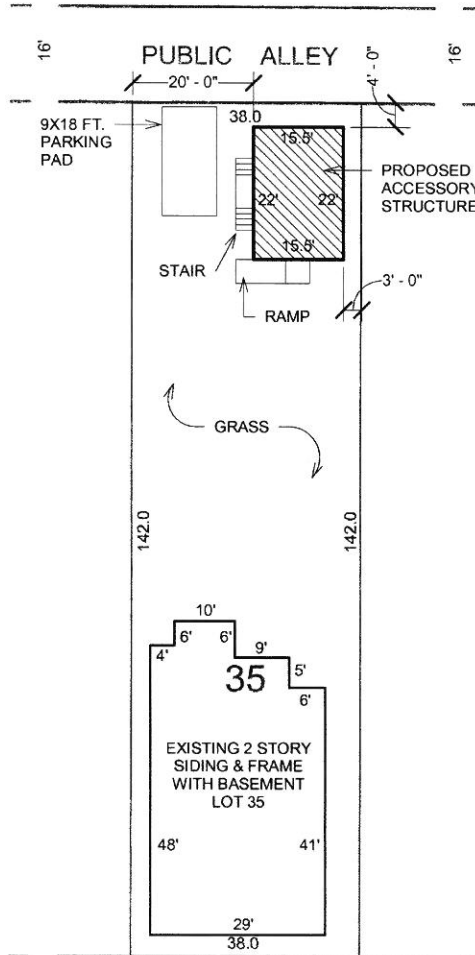 16'
PUBLIC ALLEY
16'
20' - 0"
4' - 0"
9X18 FT.
PARKING
PAD
38.0
15.5'
22'
22'
15.5'
PROPOSED
ACCESSORY
STRUCTURE
STAIR
3' - 0"
RAMP
GRASS
142.0
142.0
10'
6'
6'
4'
9'
5'
6'
35
EXISTING 2 STORY
SIDING & FRAME
WITH BASEMENT
LOT 35
48'
41'
29'
38.0